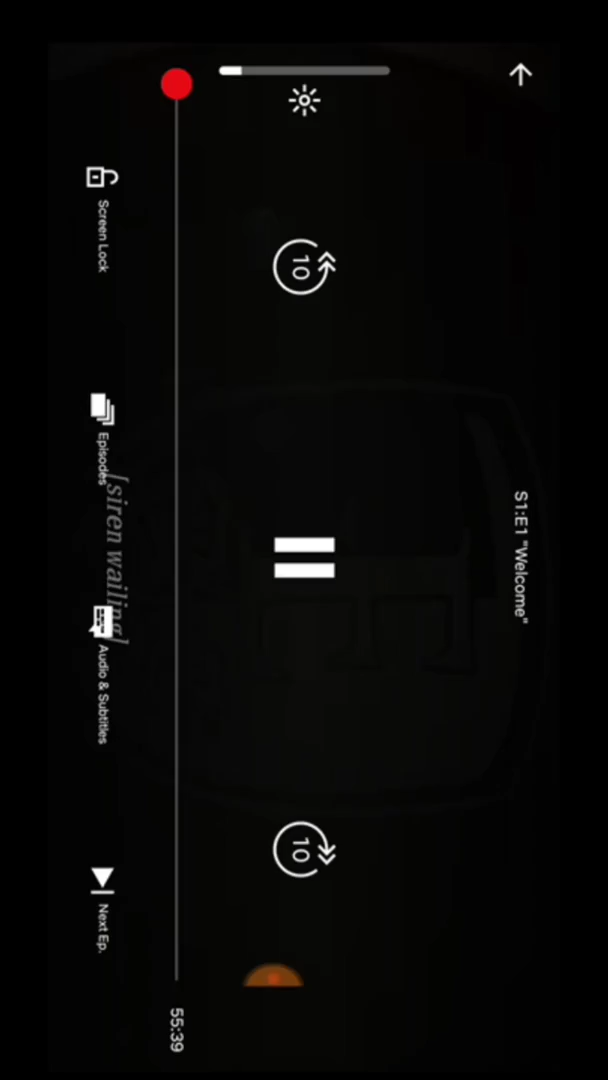 S1:E1 "Welcome"
10
10
55:39
[siren wailing]
Screen Lock
Episodes
Audio & Subtitles
Next Ep.